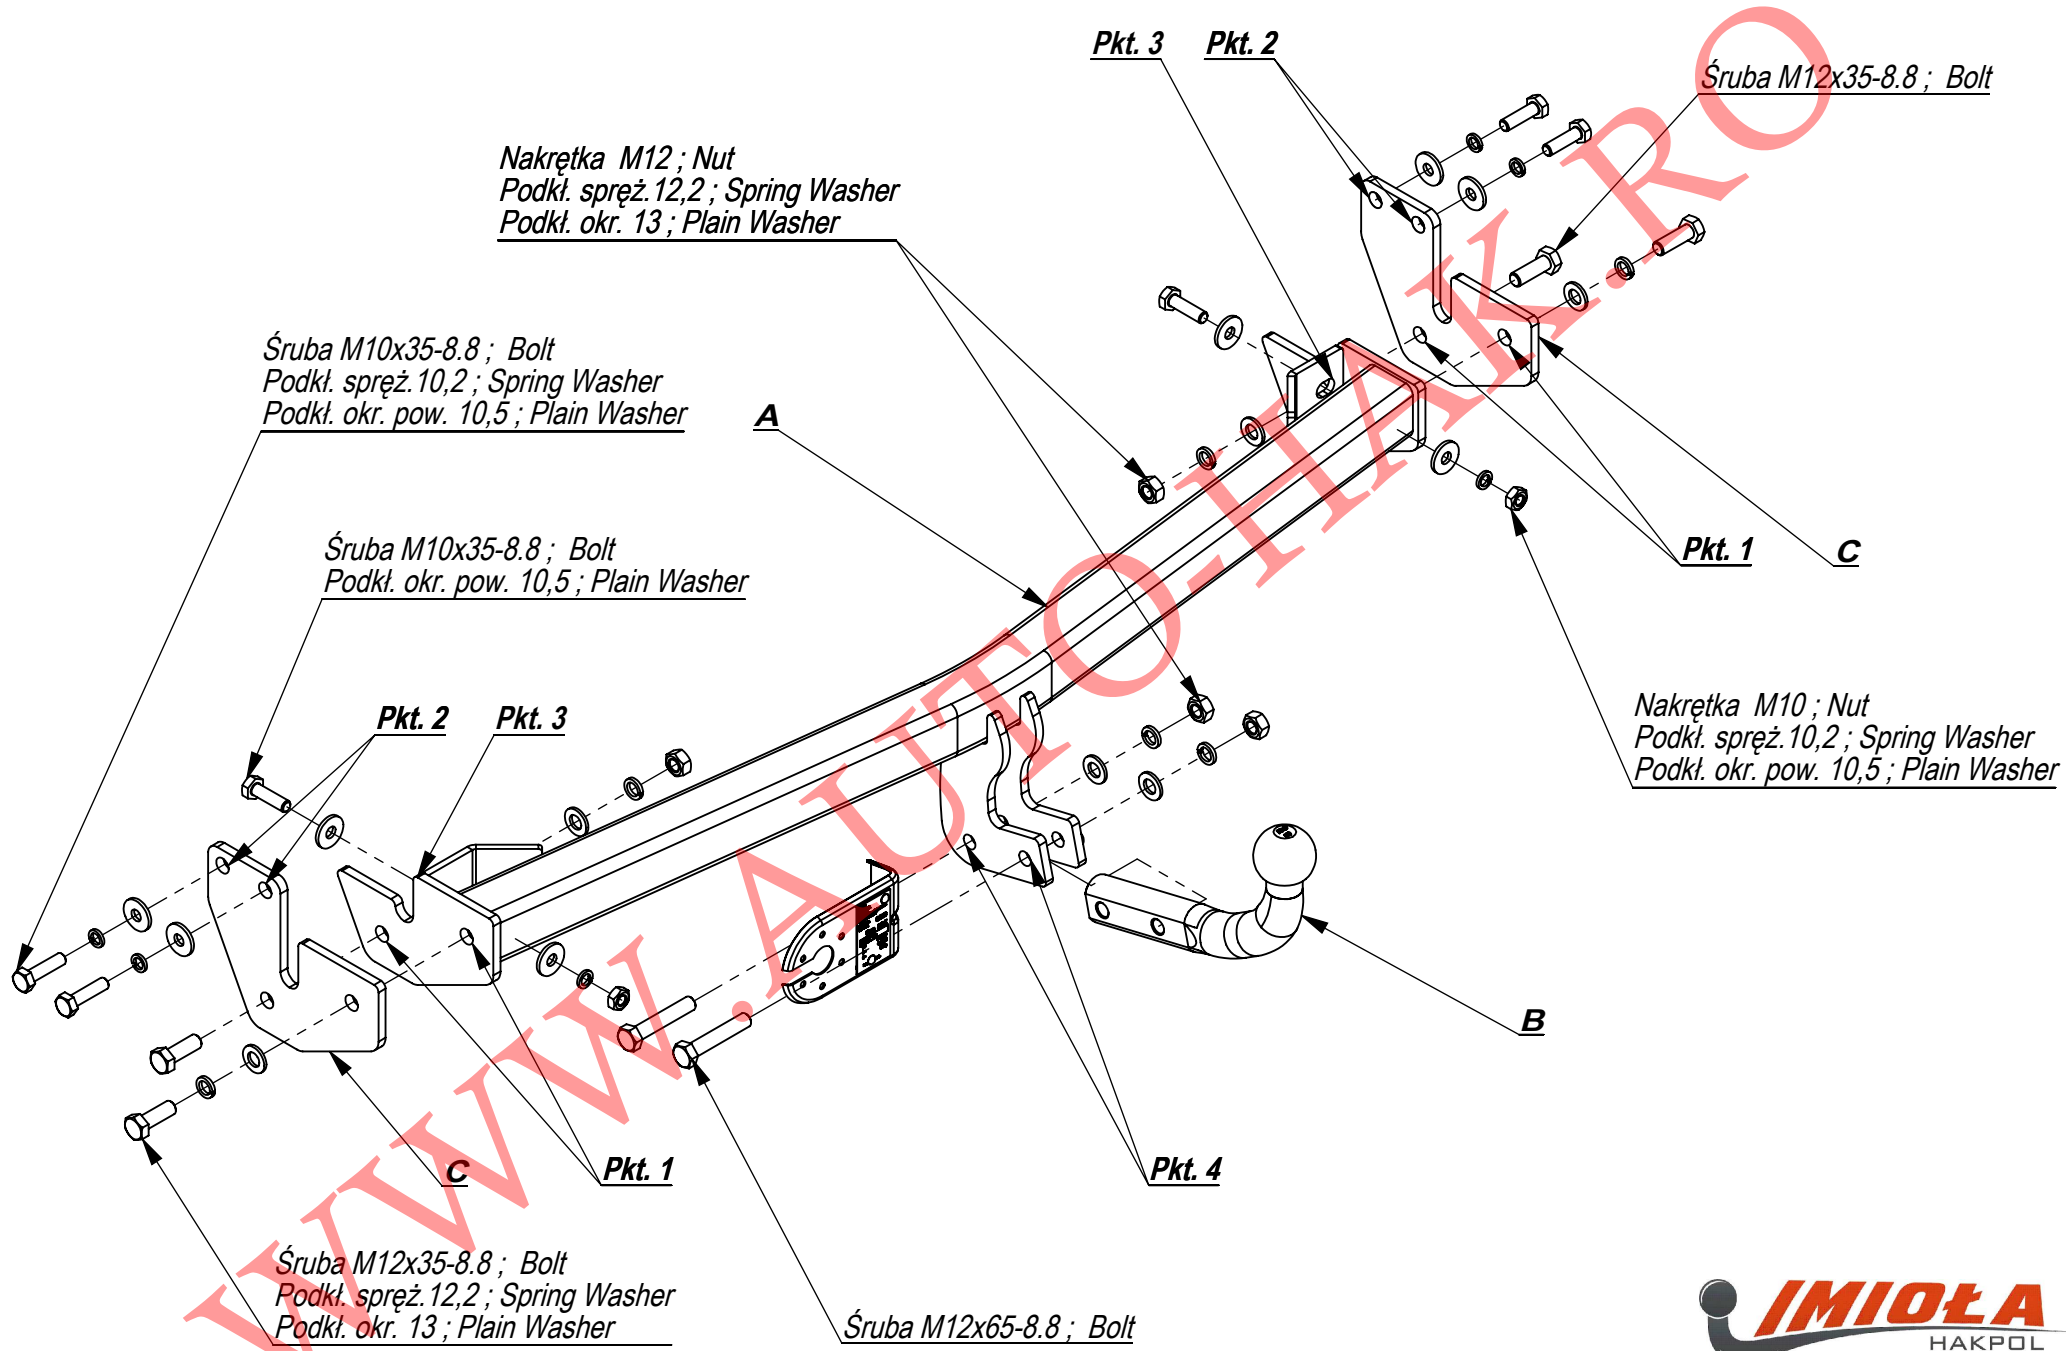 Pkt. 3
Pkt. 2
Śruba M12x35-8.8 ; Bolt
Nakrętka M12 ; Nut
Podkł. spręż.12,2 ; Spring Washer
Podkł. okr. 13 ; Plain Washer
Śruba M10x35-8.8 ; Bolt
Podkł. spręż.10,2 ; Spring Washer
Podkł. okr. pow. 10,5 ; Plain Washer
A
Śruba M10x35-8.8 ; Bolt
Podkł. okr. pow. 10,5 ; Plain Washer
Pkt. 1
C
Pkt. 2
Pkt. 3
Nakrętka M10 ; Nut
Podkł. spręż.10,2 ; Spring Washer
Podkł. okr. pow. 10,5 ; Plain Washer
B
C
Pkt. 1
Pkt. 4
Śruba M12x35-8.8 ; Bolt
Podkł. spręż.12,2 ; Spring Washer
Podkł. okr. 13 ; Plain Washer
Śruba M12x65-8.8 ; Bolt
WWW.AUTO-HAK.RO
IMIOŁA
HAKPOL